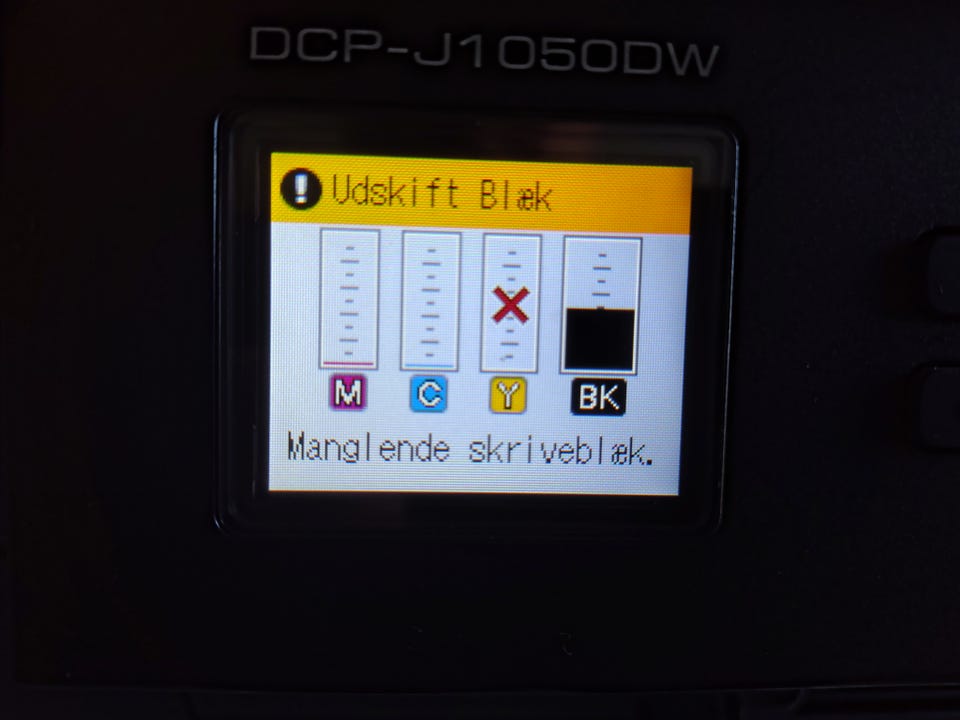 DCP-J1050DW
! Udskift Blæk
M C Y BK
Manglende skriveblæk.